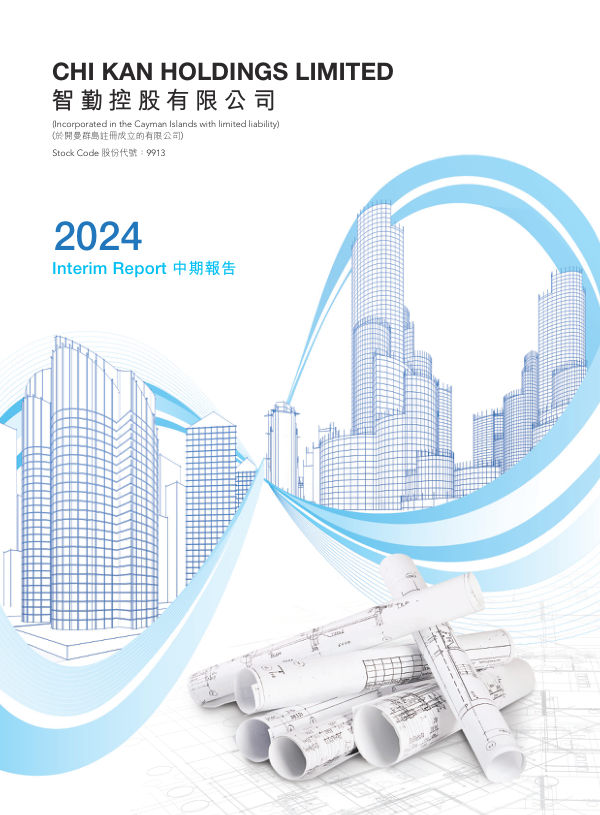 CHI KAN HOLDINGS LIMITED
智勤控股有限公司
(Incorporated in the Cayman Islands with limited liability)
(於開曼群島註冊成立的有限公司)
Stock Code 股份代號：9913
2024
Interim Report 中期報告